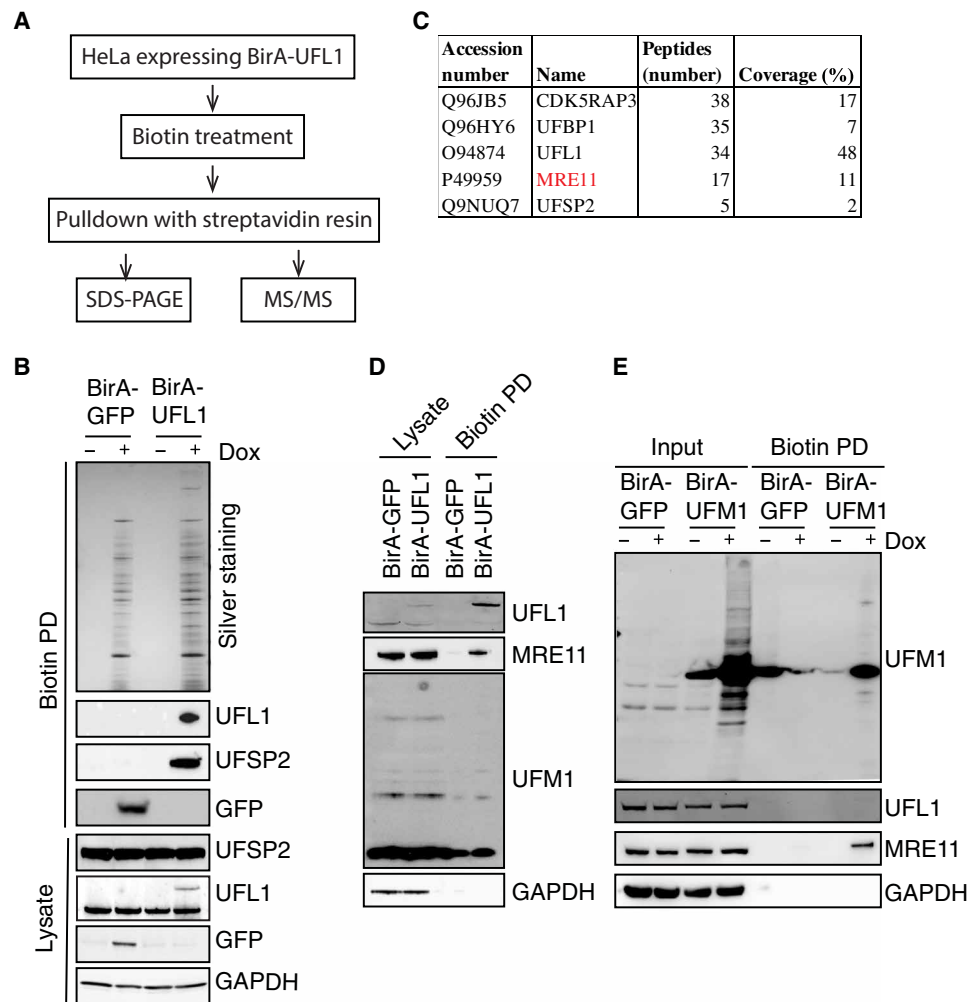 A
HeLa expressing BirA-UFL1
Biotin treatment
Pulldown with streptavidin resin
SDS-PAGE
MS/MS
C
Accession number
Name
Peptides (number)
Coverage (%)
Q96JB5 CDK5RAP3 38 17
Q96HY6 UFBP1 35 7
O94874 UFL1 34 48
P49959 MRE11 17 11
Q9NUQ7 UFSP2 5 2
B
BirA-GFP
BirA-UFL1
– + – + Dox
Biotin PD
Silver staining
UFL1
UFSP2
GFP
Lysate
UFSP2
UFL1
GFP
GAPDH
D
Lysate
Biotin PD
BirA-GFP
BirA-UFL1
BirA-GFP
BirA-UFL1
UFL1
MRE11
UFM1
GAPDH
E
Input Biotin PD
BirA-GFP
BirA-UFM1
BirA-GFP
BirA-UFM1
– + – + – + – + Dox
UFM1
UFL1
MRE11
GAPDH